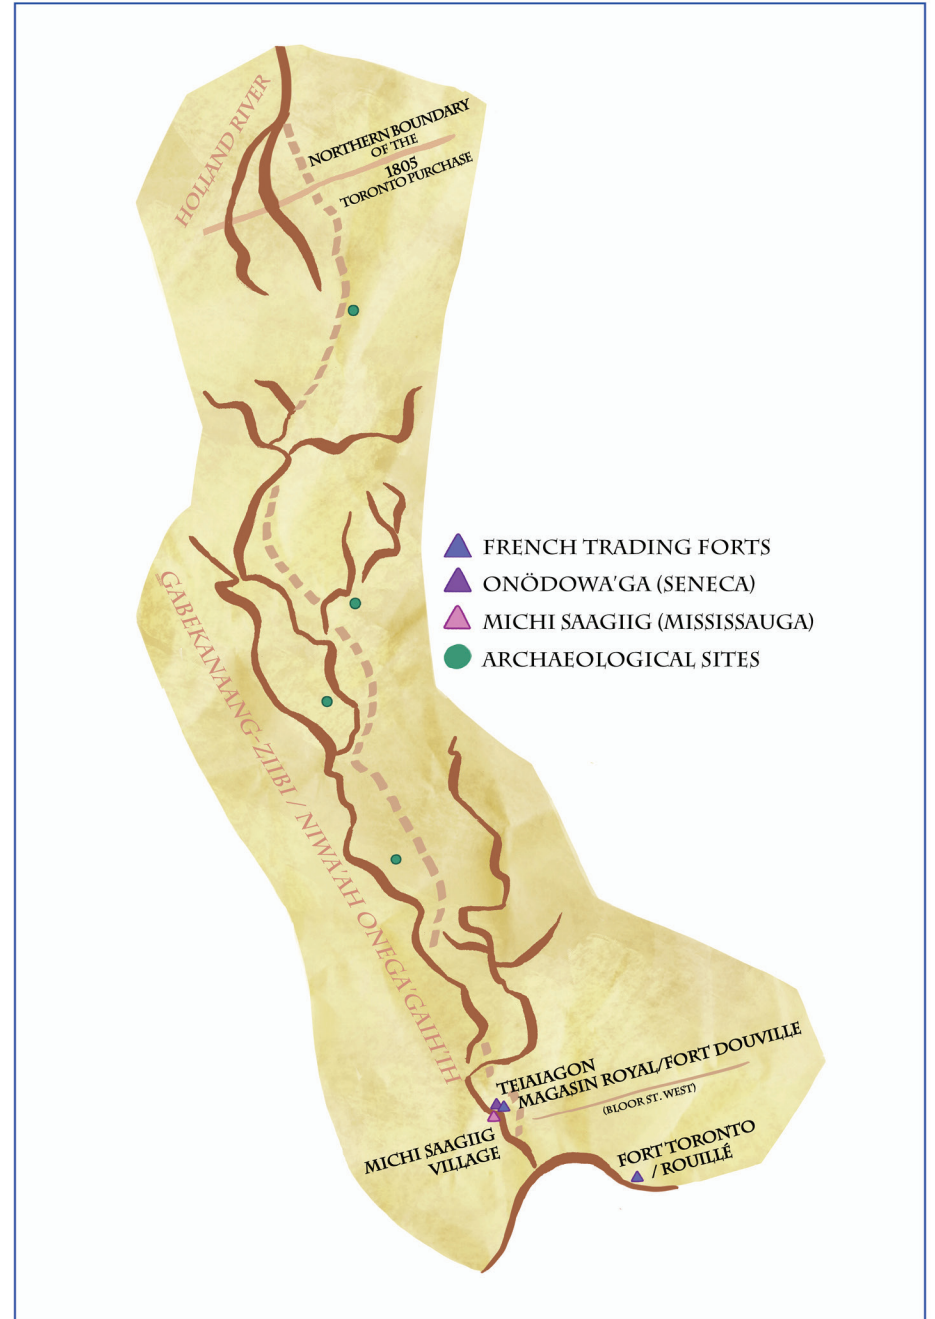 HOLLAND RIVER
NORTHERN BOUNDARY
OF THE
1805
TORONTO PURCHASE
FRENCH TRADING FORTS
ONÖDOWA'GA (SENECA)
MICHI SAAGIIG (MISSISSAUGA)
ARCHAEOLOGICAL SITES
GABEKANAANG-ZIIBI / NIWA'AH ONEGA'GAIH'IH
TEIAIAGON
MAGASIN ROYAL/FORT DOUVILLE
(BLOOR ST. WEST)
MICHI SAAGIIG
VILLAGE
FORT TORONTO
/ ROUILLÉ